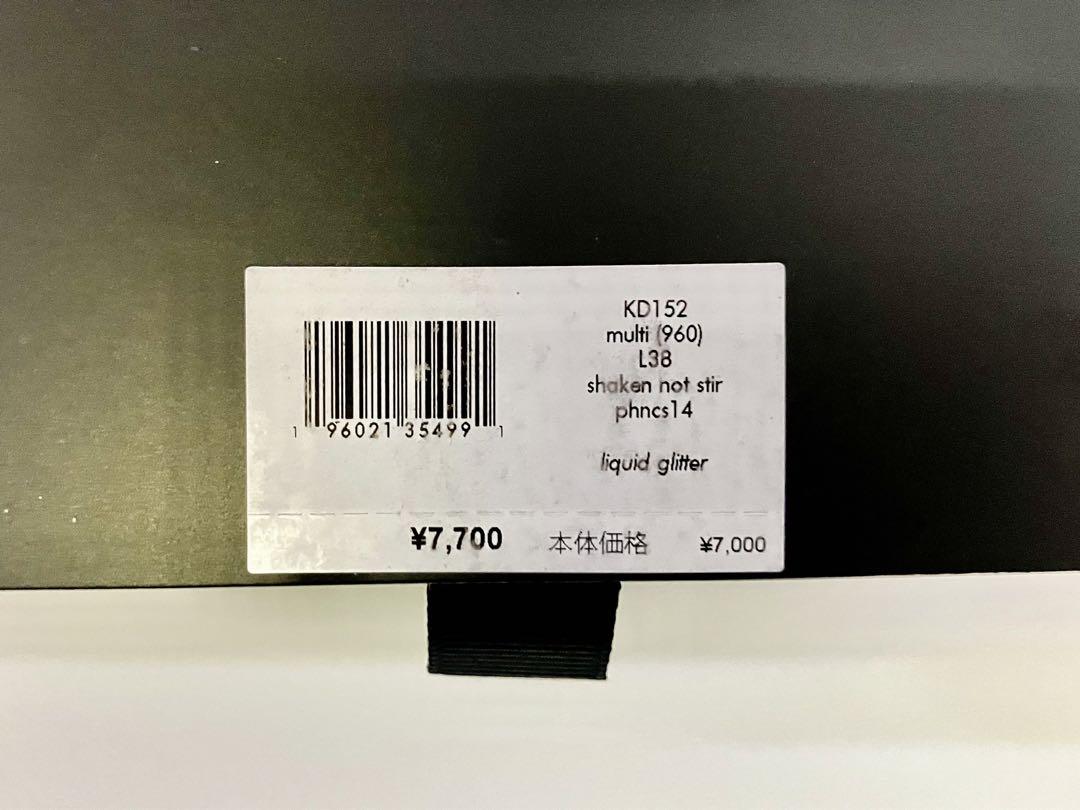 KD152
multi (960)
L38
shaken not stir
phncs14
liquid glitter
1 96021 35499 1
¥7,700 本体価格 ¥7,000